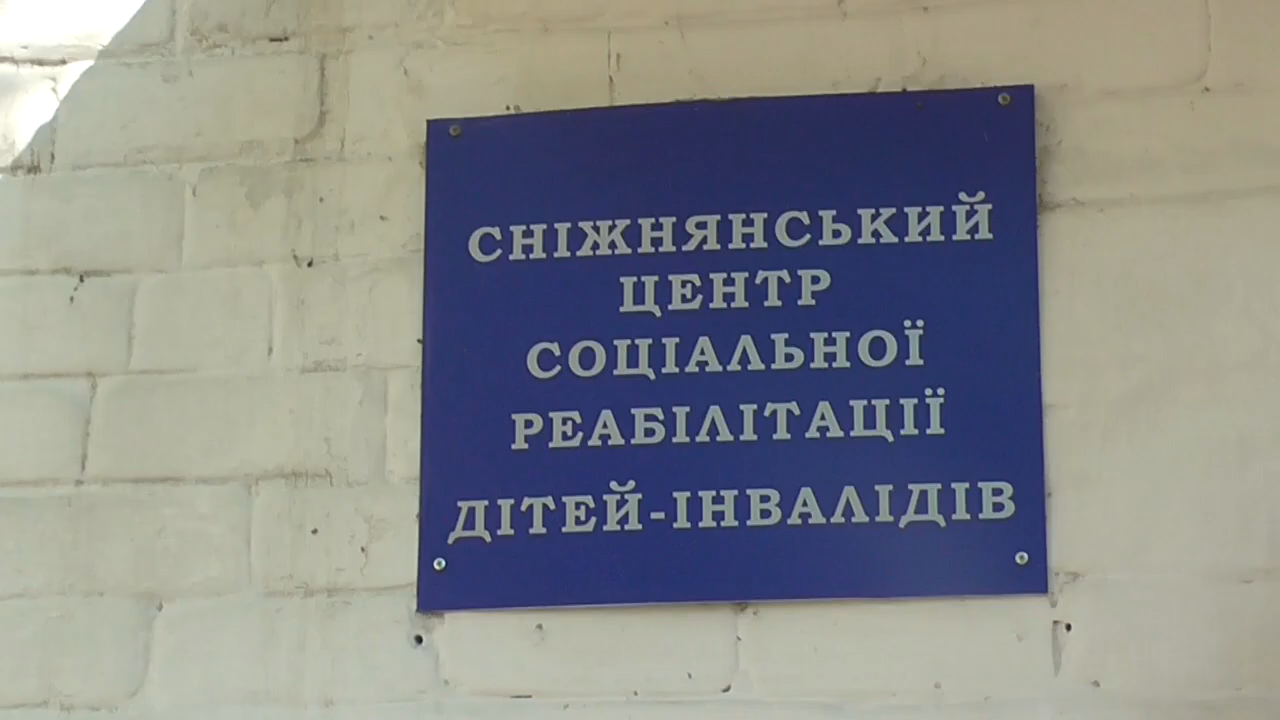 СНІЖНЯНСЬКИЙ
ЦЕНТР
СОЦІАЛЬНОЇ
РЕАБІЛІТАЦІЇ
ДІТЕЙ-ІНВАЛІДІВ